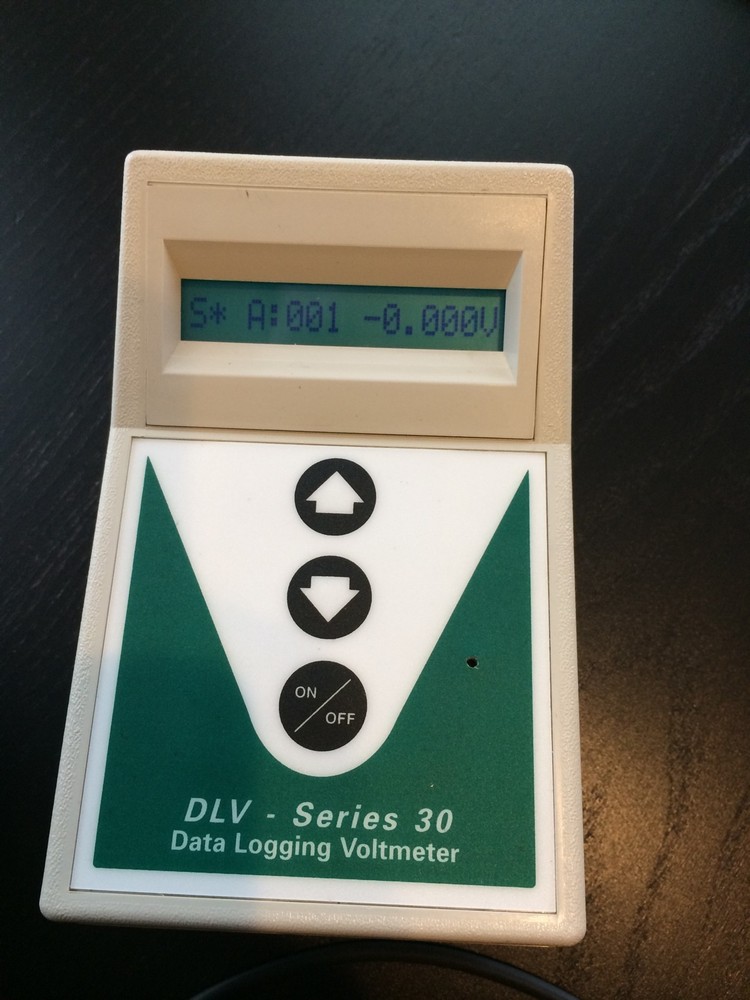 S* A:001 -0.000V
ON
OFF
DLV - Series 30
Data Logging Voltmeter